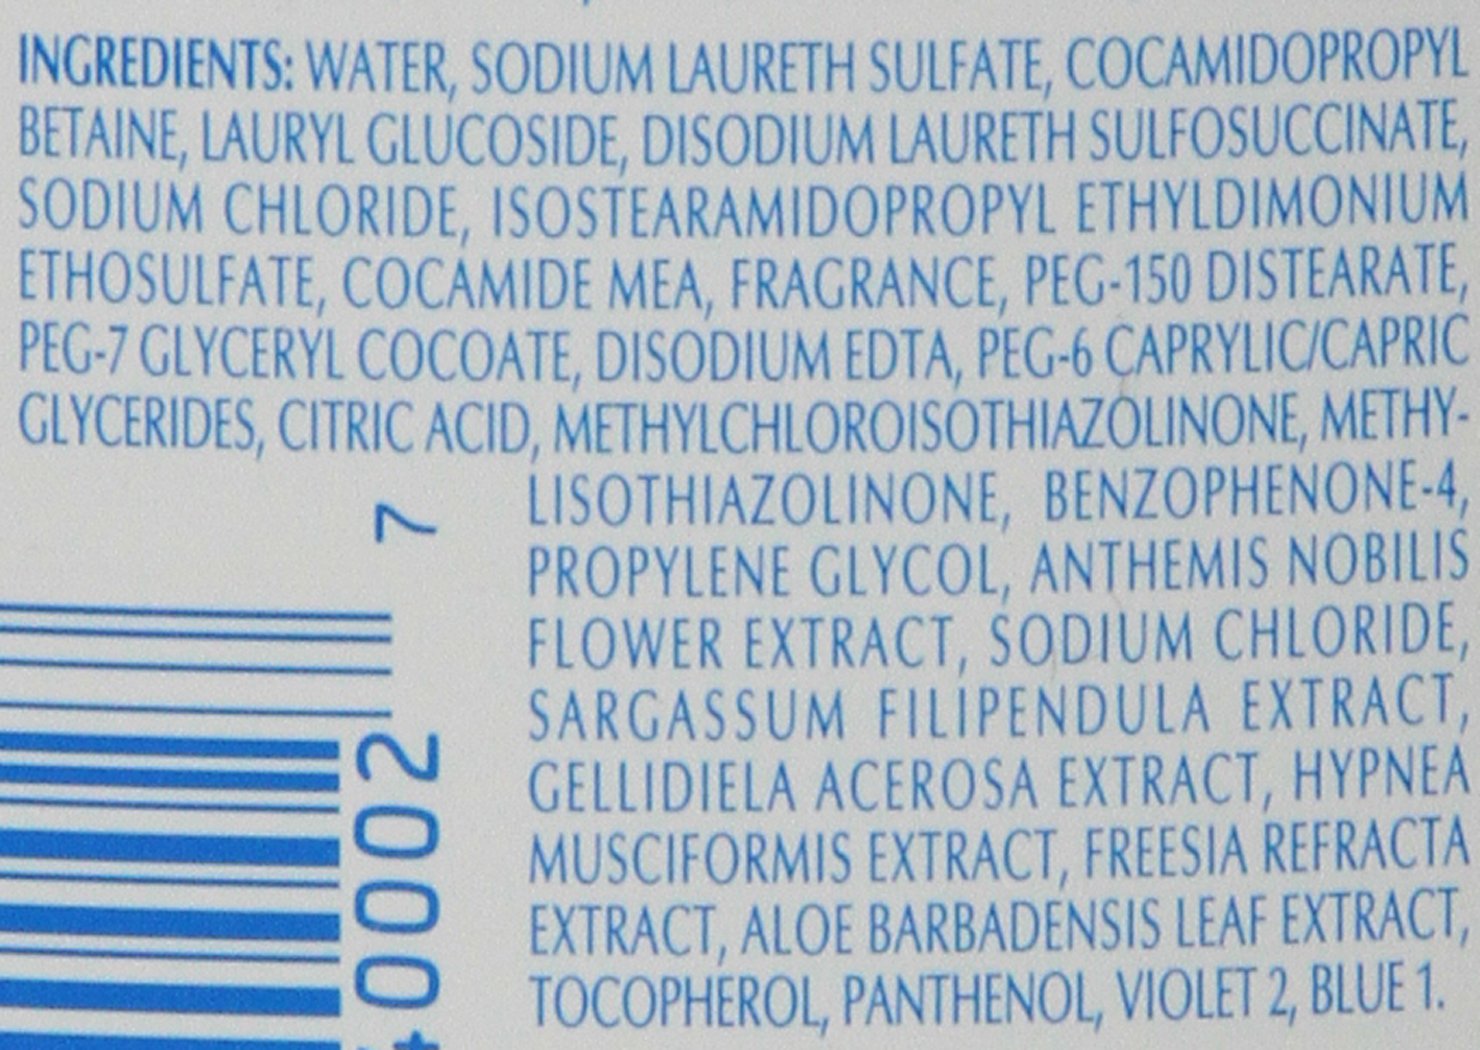 INGREDIENTS: WATER, SODIUM LAURETH SULFATE, COCAMIDOPROPYL
BETAINE, LAURYL GLUCOSIDE, DISODIUM LAURETH SULFOSUCCINATE,
SODIUM CHLORIDE, ISOSTEARAMIDOPROPYL ETHYLDIMONIUM
ETHOSULFATE, COCAMIDE MEA, FRAGRANCE, PEG-150 DISTEARATE,
PEG-7 GLYCERYL COCOATE, DISODIUM EDTA, PEG-6 CAPRYLIC/CAPRIC
GLYCERIDES, CITRIC ACID, METHYLCHLOROISOTHIAZOLINONE, METHY-
LISOTHIAZOLINONE, BENZOPHENONE-4,
PROPYLENE GLYCOL, ANTHEMIS NOBILIS
FLOWER EXTRACT, SODIUM CHLORIDE,
SARGASSUM FILIPENDULA EXTRACT,
GELLIDIELA ACEROSA EXTRACT, HYPNEA
MUSCIFORMIS EXTRACT, FREESIA REFRACTA
EXTRACT, ALOE BARBADENSIS LEAF EXTRACT,
TOCOPHEROL, PANTHENOL, VIOLET 2, BLUE 1.
0002 7